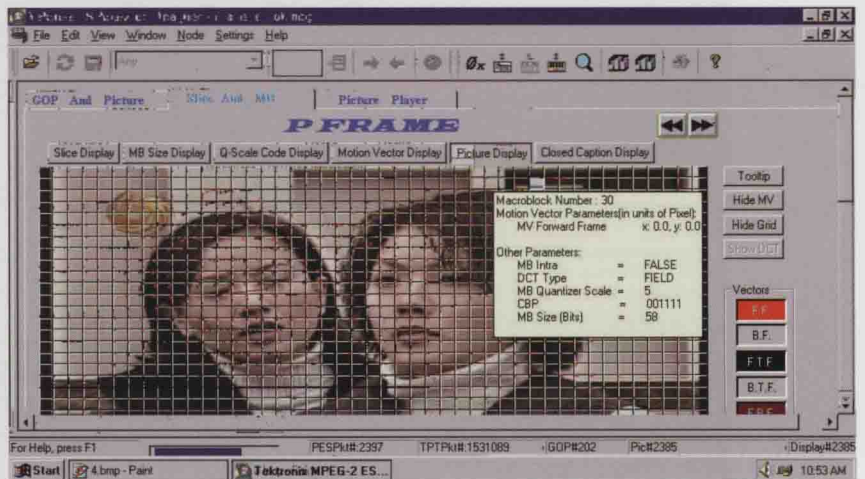 File Edit View Window Node Settings Help
Any
GOP And Picture Slice And MB Picture Player
P FRAME
Slice Display MB Size Display Q-Scale Code Display Motion Vector Display Picture Display Closed Caption Display
Tooltip
Hide MV
Hide Grid
Show DCT
Macroblock Number : 30
Motion Vector Parameters(in units of Pixel):
MV Forward Frame x: 0.0, y: 0.0
Other Parameters:
MB Intra = FALSE
DCT Type = FIELD
MB Quantizer Scale = 5
CBP = 001111
MB Size (Bits) = 58
Vectors
F.F.
B.F.
F.T.F
B.T.F.
F.B.F.
For Help, press F1 PESPkt#:2397 TPTPkt#:1531089 GOP#202 Pic#2385 Display#2385
Start 4.bmp - Paint Tektronix MPEG-2 ES... 10:53 AM